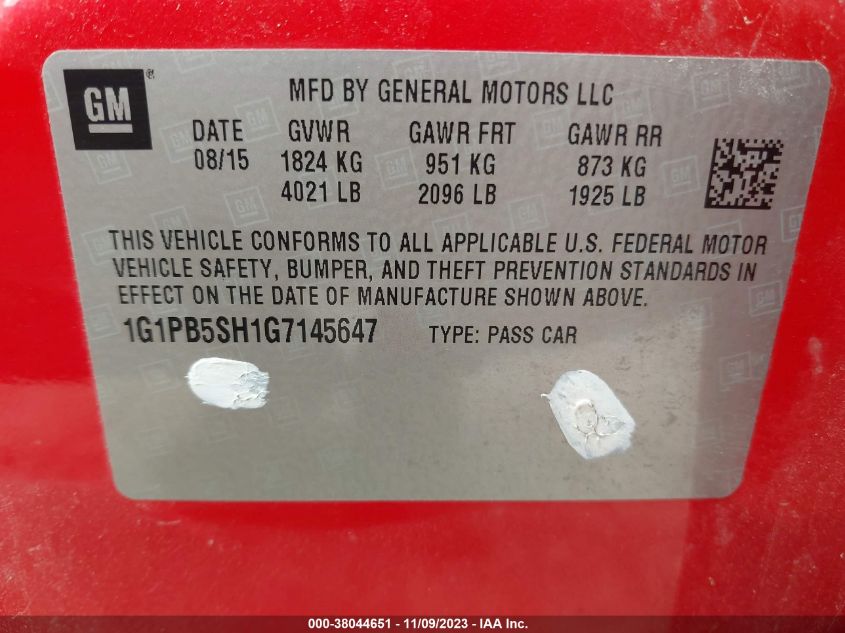 GM
MFD BY GENERAL MOTORS LLC
DATE GVWR GAWR FRT GAWR RR
08/15 1824 KG 951 KG 873 KG
4021 LB 2096 LB 1925 LB
THIS VEHICLE CONFORMS TO ALL APPLICABLE U.S. FEDERAL MOTOR
VEHICLE SAFETY, BUMPER, AND THEFT PREVENTION STANDARDS IN
EFFECT ON THE DATE OF MANUFACTURE SHOWN ABOVE.
1G1PB5SH1G7145647 TYPE: PASS CAR
000-38044651 - 11/09/2023 - IAA Inc.